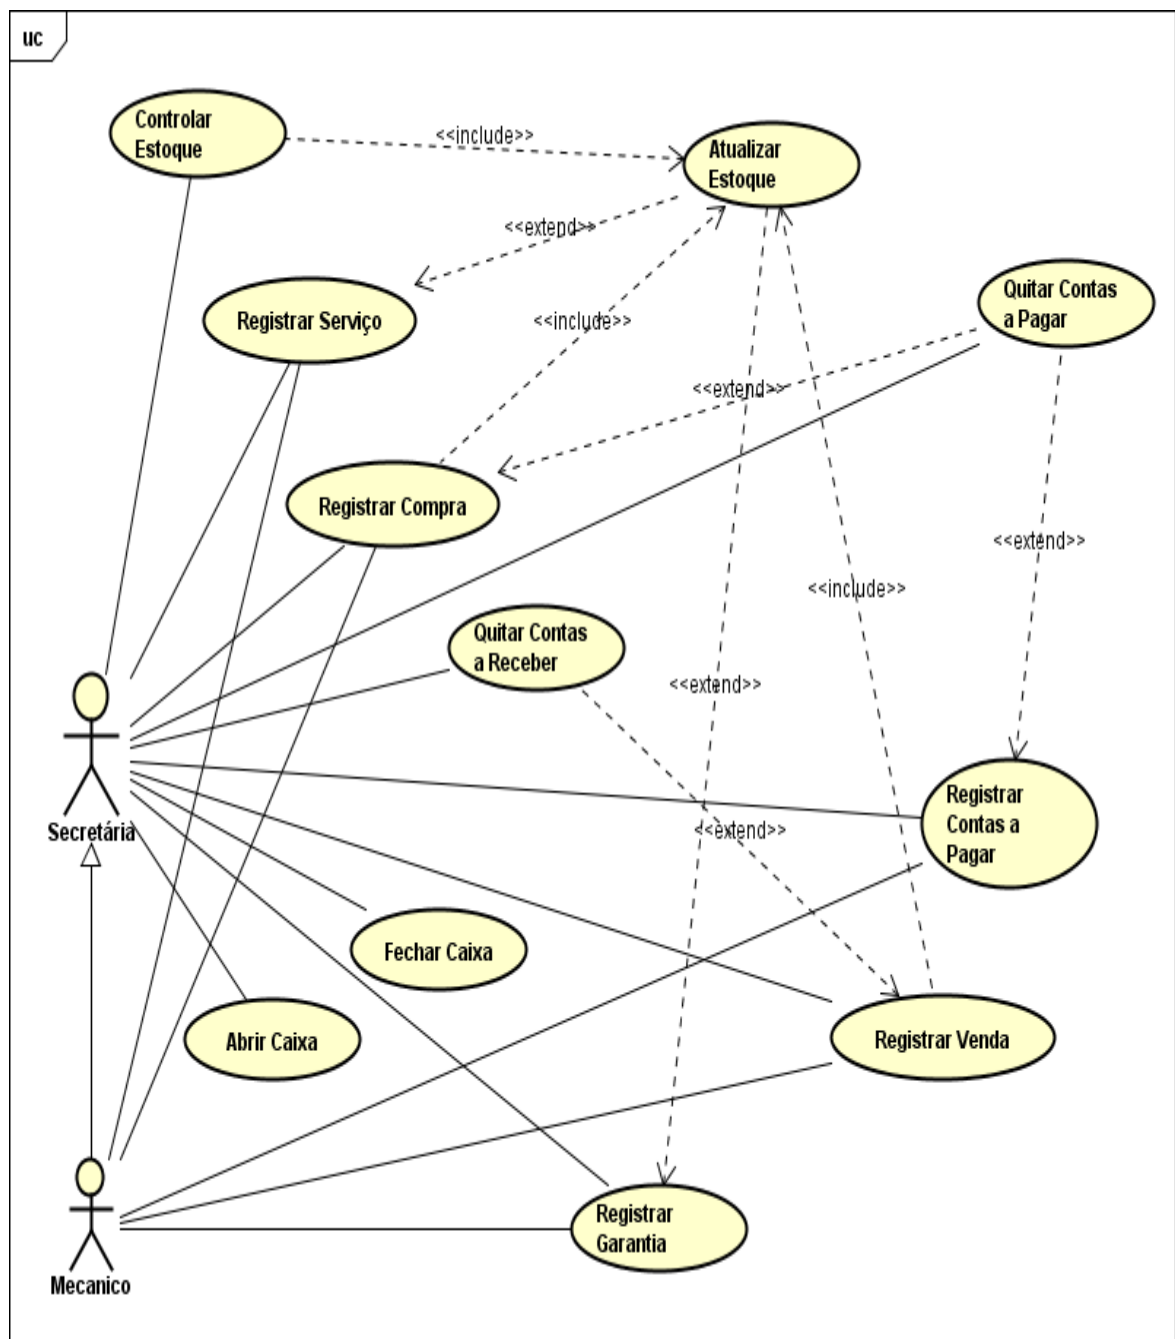 uc
Controlar
Estoque
<<include>>
Atualizar
Estoque
<<extend>>
Registrar Serviço
<<include>>
Quitar Contas
a Pagar
<<extend>>
Registrar Compra
<<extend>>
<<include>>
Quitar Contas
a Receber
<<extend>>
Secretária
Registrar
Contas a
Pagar
<<extend>>
Fechar Caixa
Abrir Caixa
Registrar Venda
Registrar
Garantia
Mecanico